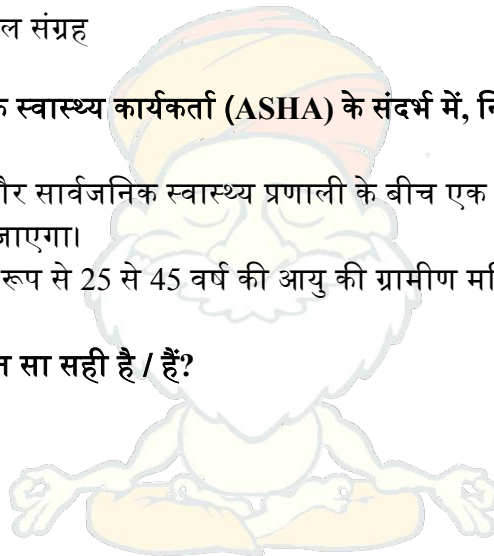 ल संग्रह
स्वास्थ्य कार्यकर्ता (ASHA) के संदर्भ में,
और सार्वजनिक स्वास्थ्य प्रणाली के बीच एक
जाएगा।
रूप से 25 से 45 वर्ष की आयु की ग्रामीण
सा सही है / हैं?